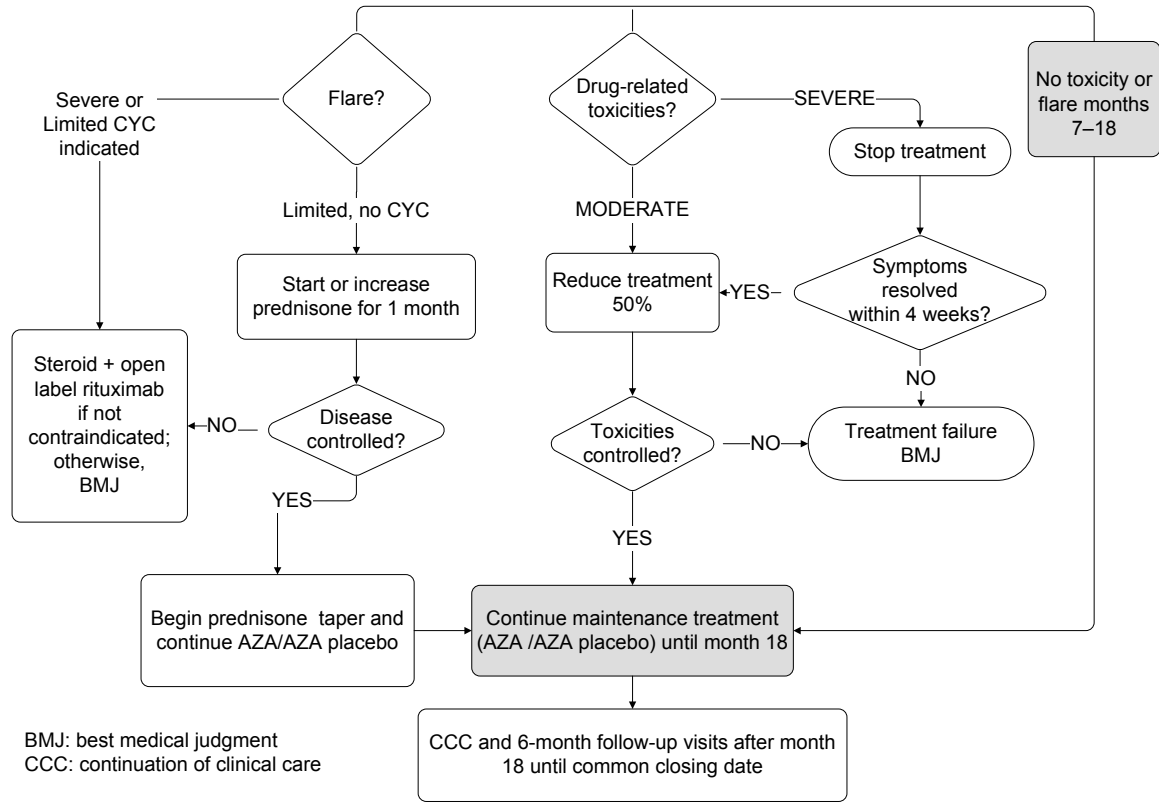 Flare?
Drug-related
toxicities?
SEVERE
No toxicity or
flare months
7–18
Severe or
Limited CYC
indicated
Stop treatment
Limited, no CYC
MODERATE
Start or increase
prednisone for 1 month
Reduce treatment
50%
YES
Symptoms
resolved
within 4 weeks?
Steroid + open
label rituximab
if not
contraindicated;
otherwise,
BMJ
NO
Disease
controlled?
Toxicities
controlled?
NO
NO
Treatment failure
BMJ
YES
YES
Begin prednisone taper and
continue AZA/AZA placebo
Continue maintenance treatment
(AZA /AZA placebo) until month 18
BMJ: best medical judgment
CCC: continuation of clinical care
CCC and 6-month follow-up visits after month
18 until common closing date